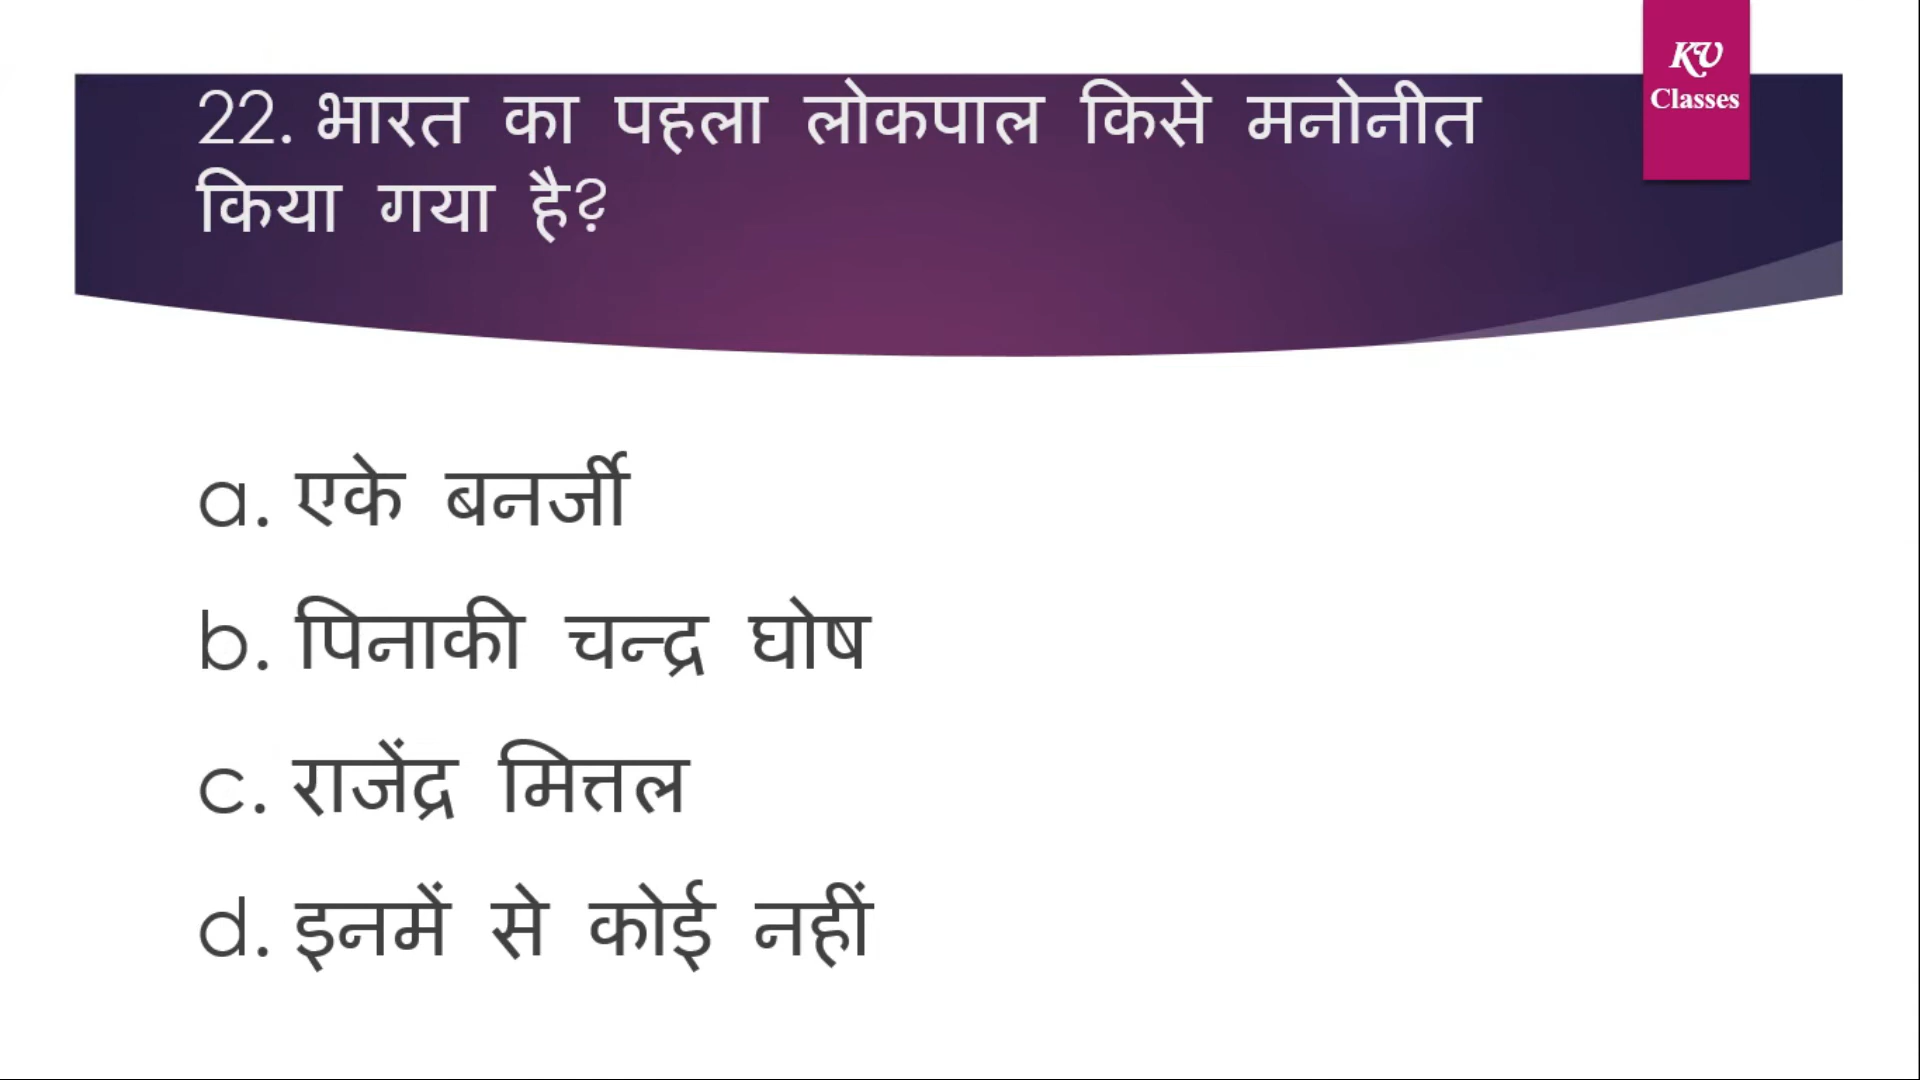 KV
Classes
22. भारत का पहला लोकपाल किसे मनोनीत
किया गया है?
a. एके बनर्जी
b. पिनाकी चन्द्र घोष
c. राजेंद्र मित्तल
d. इनमें से कोई नहीं